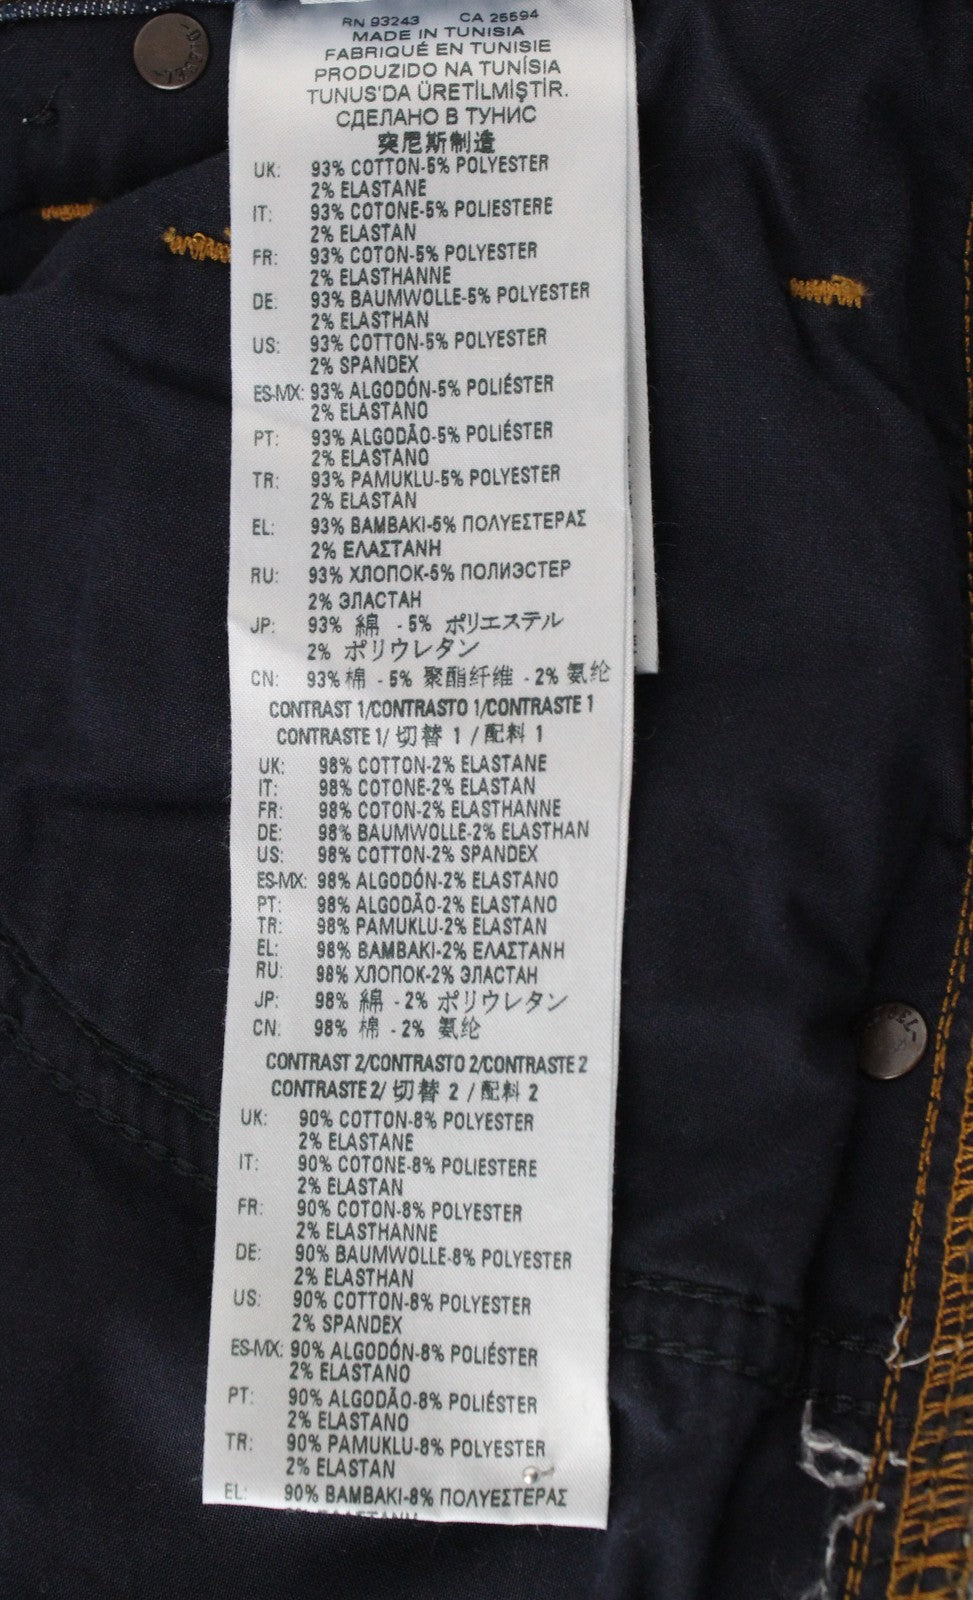 RN 93243 CA 25594
MADE IN TUNISIA
FABRIQUÉ EN TUNISIE
PRODUZIDO NA TUNÍSIA
TUNUS'DA ÜRETİLMİŞTİR.
СДЕЛАНО В ТУНИС
突尼斯制造
UK: 93% COTTON-5% POLYESTER
2% ELASTANE
IT: 93% COTONE-5% POLIESTERE
2% ELASTAN
FR: 93% COTON-5% POLYESTER
2% ELASTHANNE
DE: 93% BAUMWOLLE-5% POLYESTER
2% ELASTHAN
US: 93% COTTON-5% POLYESTER
2% SPANDEX
ES-MX: 93% ALGODÓN-5% POLIÉSTER
2% ELASTANO
PT: 93% ALGODÃO-5% POLIÉSTER
2% ELASTANO
TR: 93% PAMUKLU-5% POLYESTER
2% ELASTAN
EL: 93% BAMBAKI-5% ΠΟΛΥΕΣΤΕΡΑΣ
2% ΕΛΑΣΤΑΝΗ
RU: 93% ХЛОПОК-5% ПОЛИЭСТЕР
2% ЭЛАСТАН
JP: 93% 綿 - 5% ポリエステル
2% ポリウレタン
CN: 93% 棉 - 5% 聚酯纤维 - 2% 氨纶
CONTRAST 1/CONTRASTO 1/CONTRASTE 1
CONTRASTE 1/ 切替 1 / 配料 1
UK: 98% COTTON-2% ELASTANE
IT: 98% COTONE-2% ELASTAN
FR: 98% COTON-2% ELASTHANNE
DE: 98% BAUMWOLLE-2% ELASTHAN
US: 98% COTTON-2% SPANDEX
ES-MX: 98% ALGODÓN-2% ELASTANO
PT: 98% ALGODÃO-2% ELASTANO
TR: 98% PAMUKLU-2% ELASTAN
EL: 98% BAMBAKI-2% ΕΛΑΣΤΑΝΗ
RU: 98% ХЛОПОК-2% ЭЛАСТАН
JP: 98% 綿 - 2% ポリウレタン
CN: 98% 棉 - 2% 氨纶
CONTRAST 2/CONTRASTO 2/CONTRASTE 2
CONTRASTE 2/ 切替 2 / 配料 2
UK: 90% COTTON-8% POLYESTER
2% ELASTANE
IT: 90% COTONE-8% POLIESTERE
2% ELASTAN
FR: 90% COTON-8% POLYESTER
2% ELASTHANNE
DE: 90% BAUMWOLLE-8% POLYESTER
2% ELASTHAN
US: 90% COTTON-8% POLYESTER
2% SPANDEX
ES-MX: 90% ALGODÓN-8% POLIÉSTER
2% ELASTANO
PT: 90% ALGODÃO-8% POLIÉSTER
2% ELASTANO
TR: 90% PAMUKLU-8% POLYESTER
2% ELASTAN
EL: 90% BAMBAKI-8% ΠΟΛΥΕΣΤΕΡΑΣ